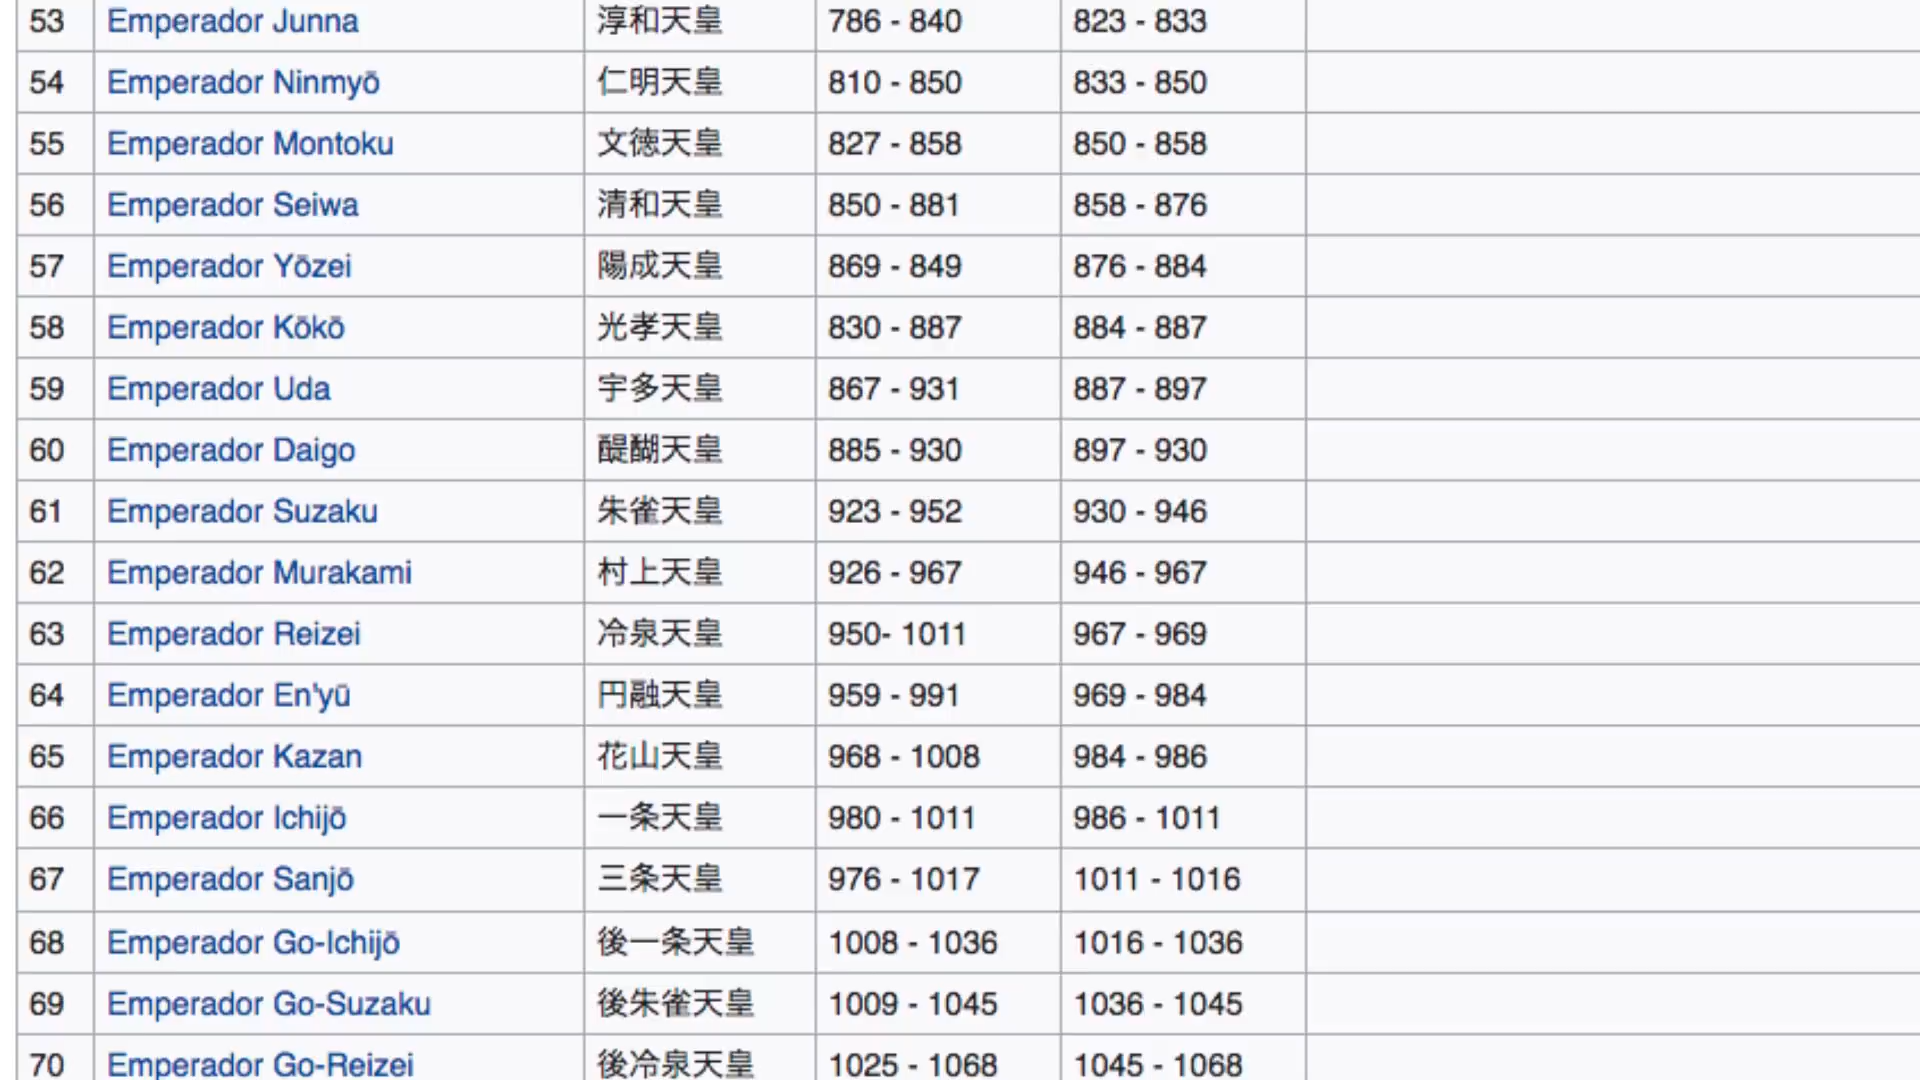 53 Emperador Junna 淳和天皇 786 - 840 823 - 833
54 Emperador Ninmyō 仁明天皇 810 - 850 833 - 850
55 Emperador Montoku 文徳天皇 827 - 858 850 - 858
56 Emperador Seiwa 清和天皇 850 - 881 858 - 876
57 Emperador Yōzei 陽成天皇 869 - 849 876 - 884
58 Emperador Kōkō 光孝天皇 830 - 887 884 - 887
59 Emperador Uda 宇多天皇 867 - 931 887 - 897
60 Emperador Daigo 醍醐天皇 885 - 930 897 - 930
61 Emperador Suzaku 朱雀天皇 923 - 952 930 - 946
62 Emperador Murakami 村上天皇 926 - 967 946 - 967
63 Emperador Reizei 冷泉天皇 950- 1011 967 - 969
64 Emperador En'yū 円融天皇 959 - 991 969 - 984
65 Emperador Kazan 花山天皇 968 - 1008 984 - 986
66 Emperador Ichijō 一条天皇 980 - 1011 986 - 1011
67 Emperador Sanjō 三条天皇 976 - 1017 1011 - 1016
68 Emperador Go-Ichijō 後一条天皇 1008 - 1036 1016 - 1036
69 Emperador Go-Suzaku 後朱雀天皇 1009 - 1045 1036 - 1045
70 Emperador Go-Reizei 後冷泉天皇 1025 - 1068 1045 - 1068